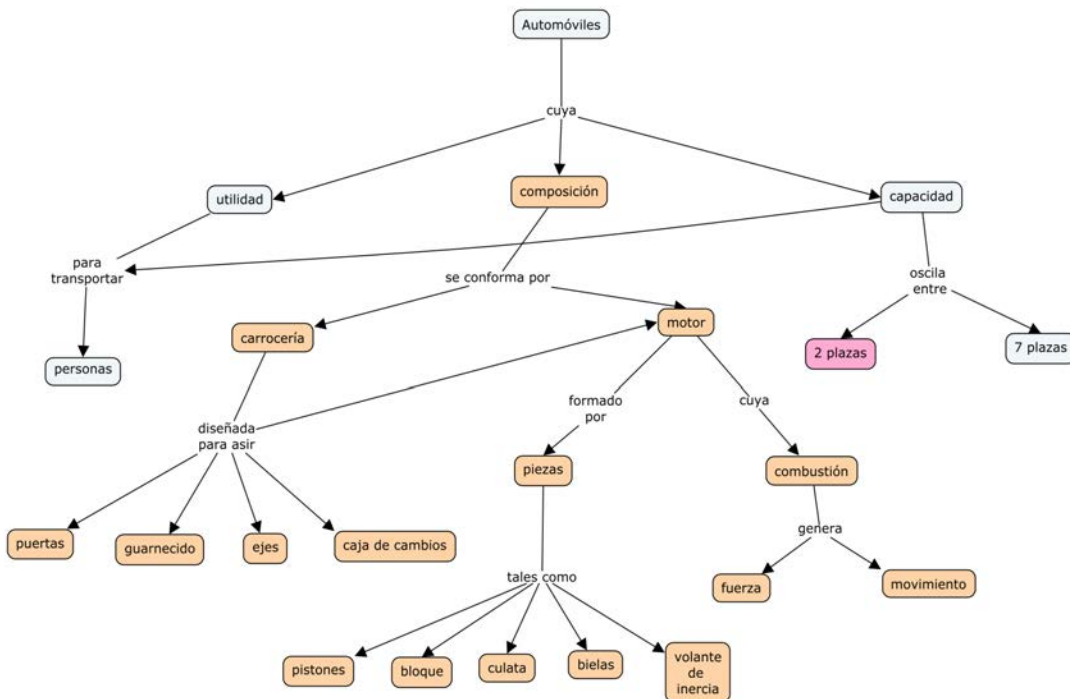 Automóviles
cuya
utilidad
composición
capacidad
para
transportar
se conforma por
oscila
entre
carrocería
motor
2 plazas
7 plazas
personas
formado
por
cuya
diseñada
para asir
piezas
combustión
puertas
guarnecido
ejes
caja de cambios
genera
tales como
fuerza
movimiento
pistones
bloque
culata
bielas
volante
de
inercia